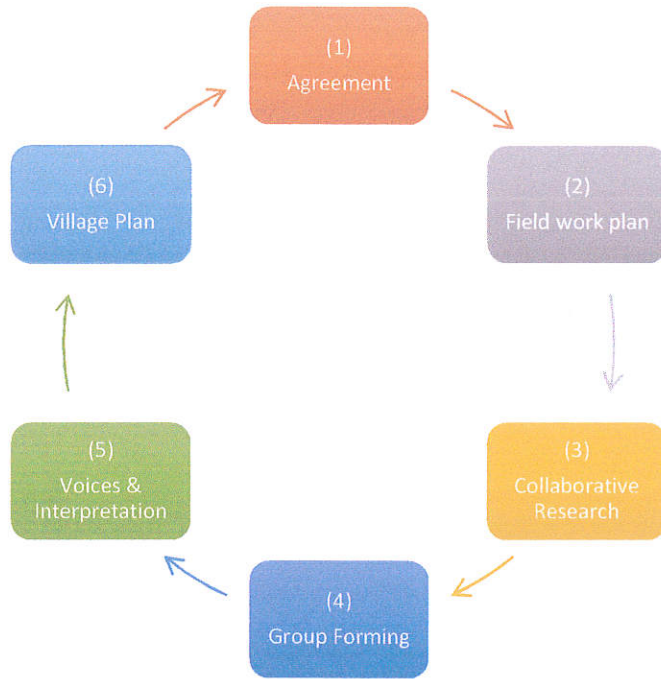 (1)
Agreement
(2)
Field work plan
(3)
Collaborative
Research
(4)
Group Forming
(5)
Voices &
Interpretation
(6)
Village Plan